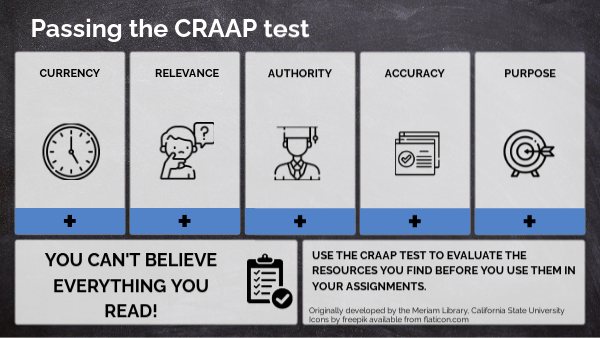 Passing the CRAAP test
CURRENCY
RELEVANCE
AUTHORITY
ACCURACY
PURPOSE
?
+
+
+
+
+
YOU CAN'T BELIEVE
EVERYTHING YOU
READ!
USE THE CRAAP TEST TO EVALUATE THE
RESOURCES YOU FIND BEFORE YOU USE THEM IN
YOUR ASSIGNMENTS.
Originally developed by the Meriam Library, California State University
Icons by freepik available from flaticon.com